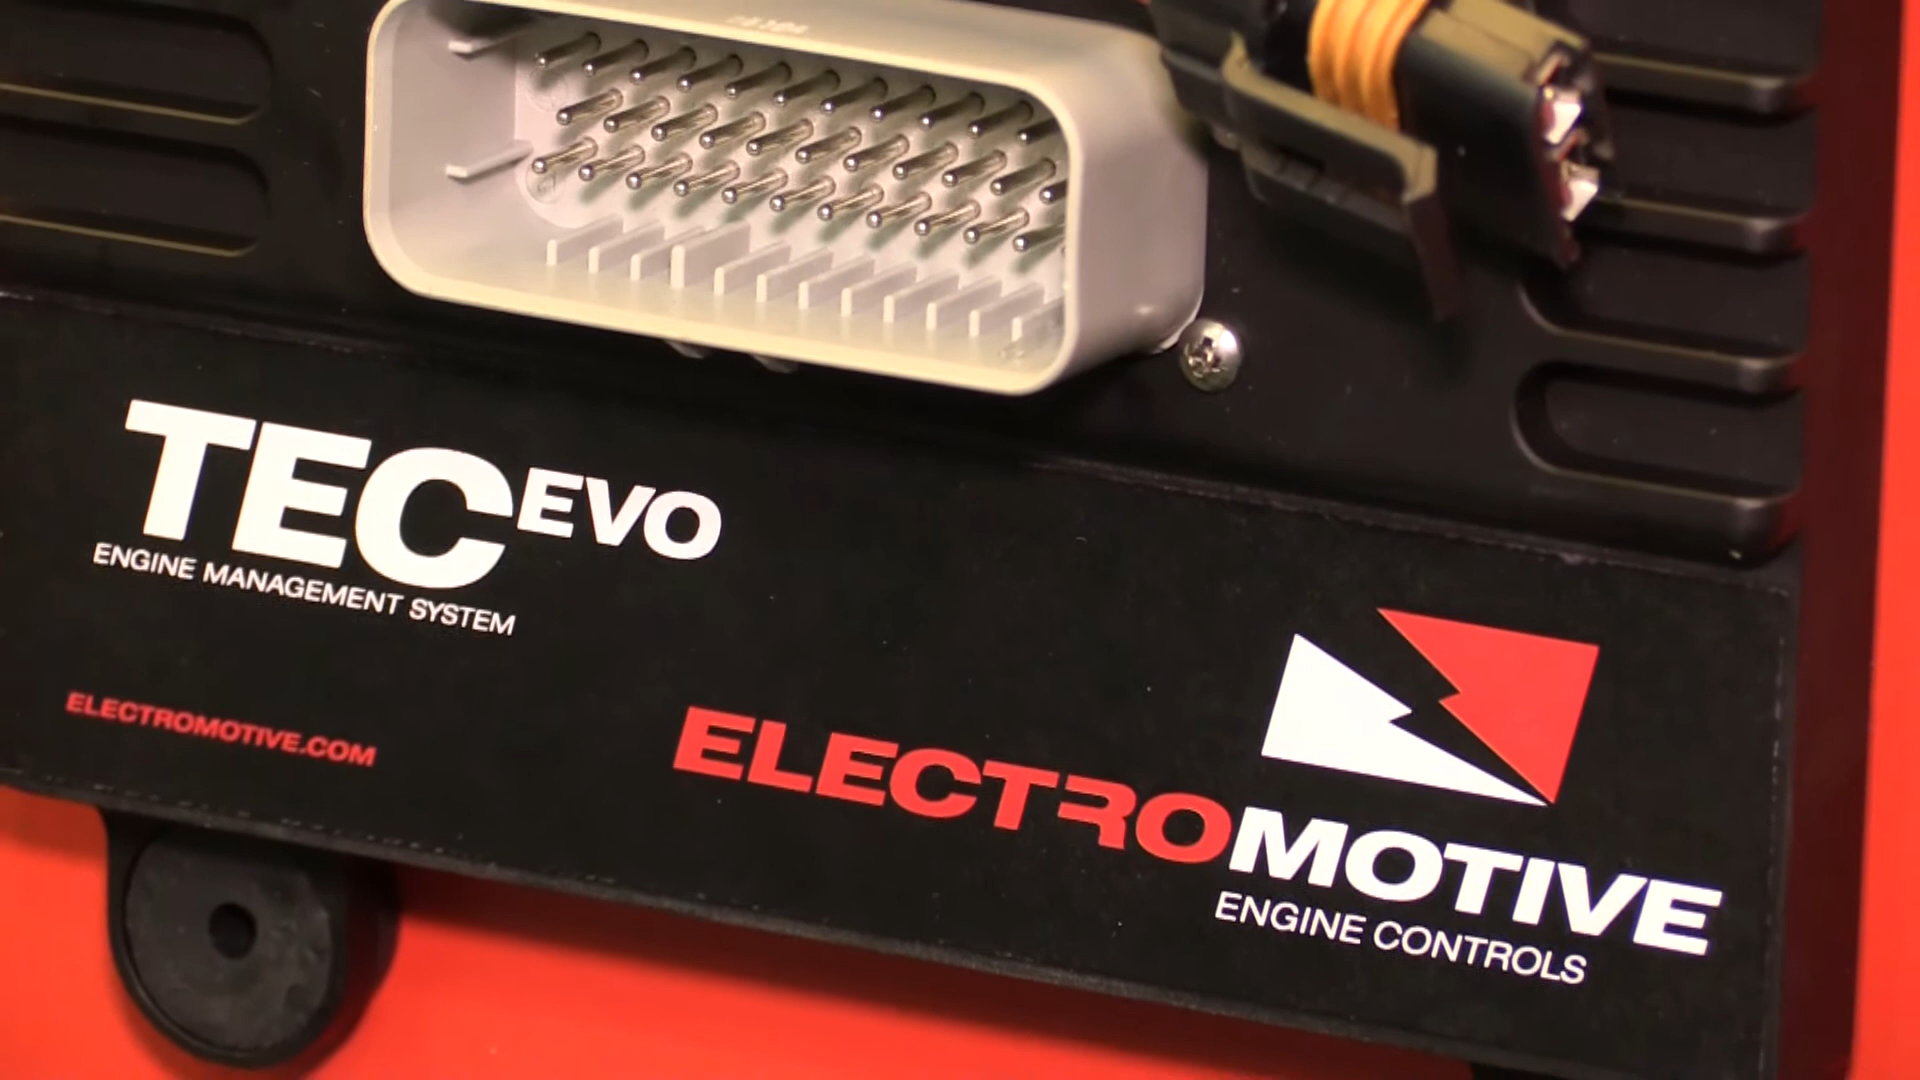 TEC EVO
ENGINE MANAGEMENT SYSTEM
ELECTROMOTIVE.COM
ELECTROMOTIVE
ENGINE CONTROLS